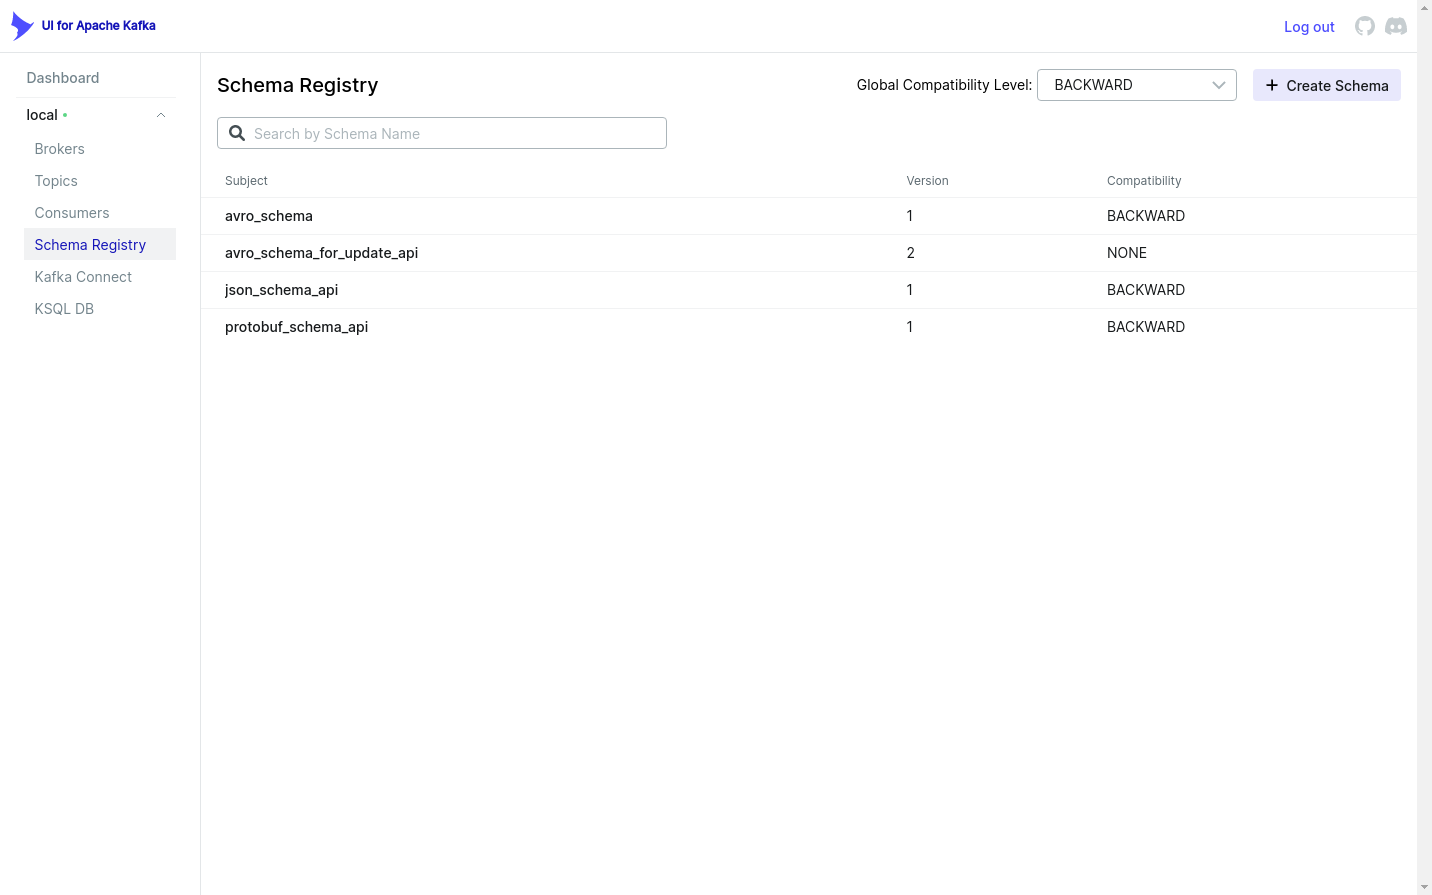 UI for Apache Kafka
Log out
Dashboard
local
Brokers
Topics
Consumers
Schema Registry
Kafka Connect
KSQL DB
Schema Registry
Global Compatibility Level: BACKWARD
Create Schema
Search by Schema Name
Subject Version Compatibility
avro_schema 1 BACKWARD
avro_schema_for_update_api 2 NONE
json_schema_api 1 BACKWARD
protobuf_schema_api 1 BACKWARD